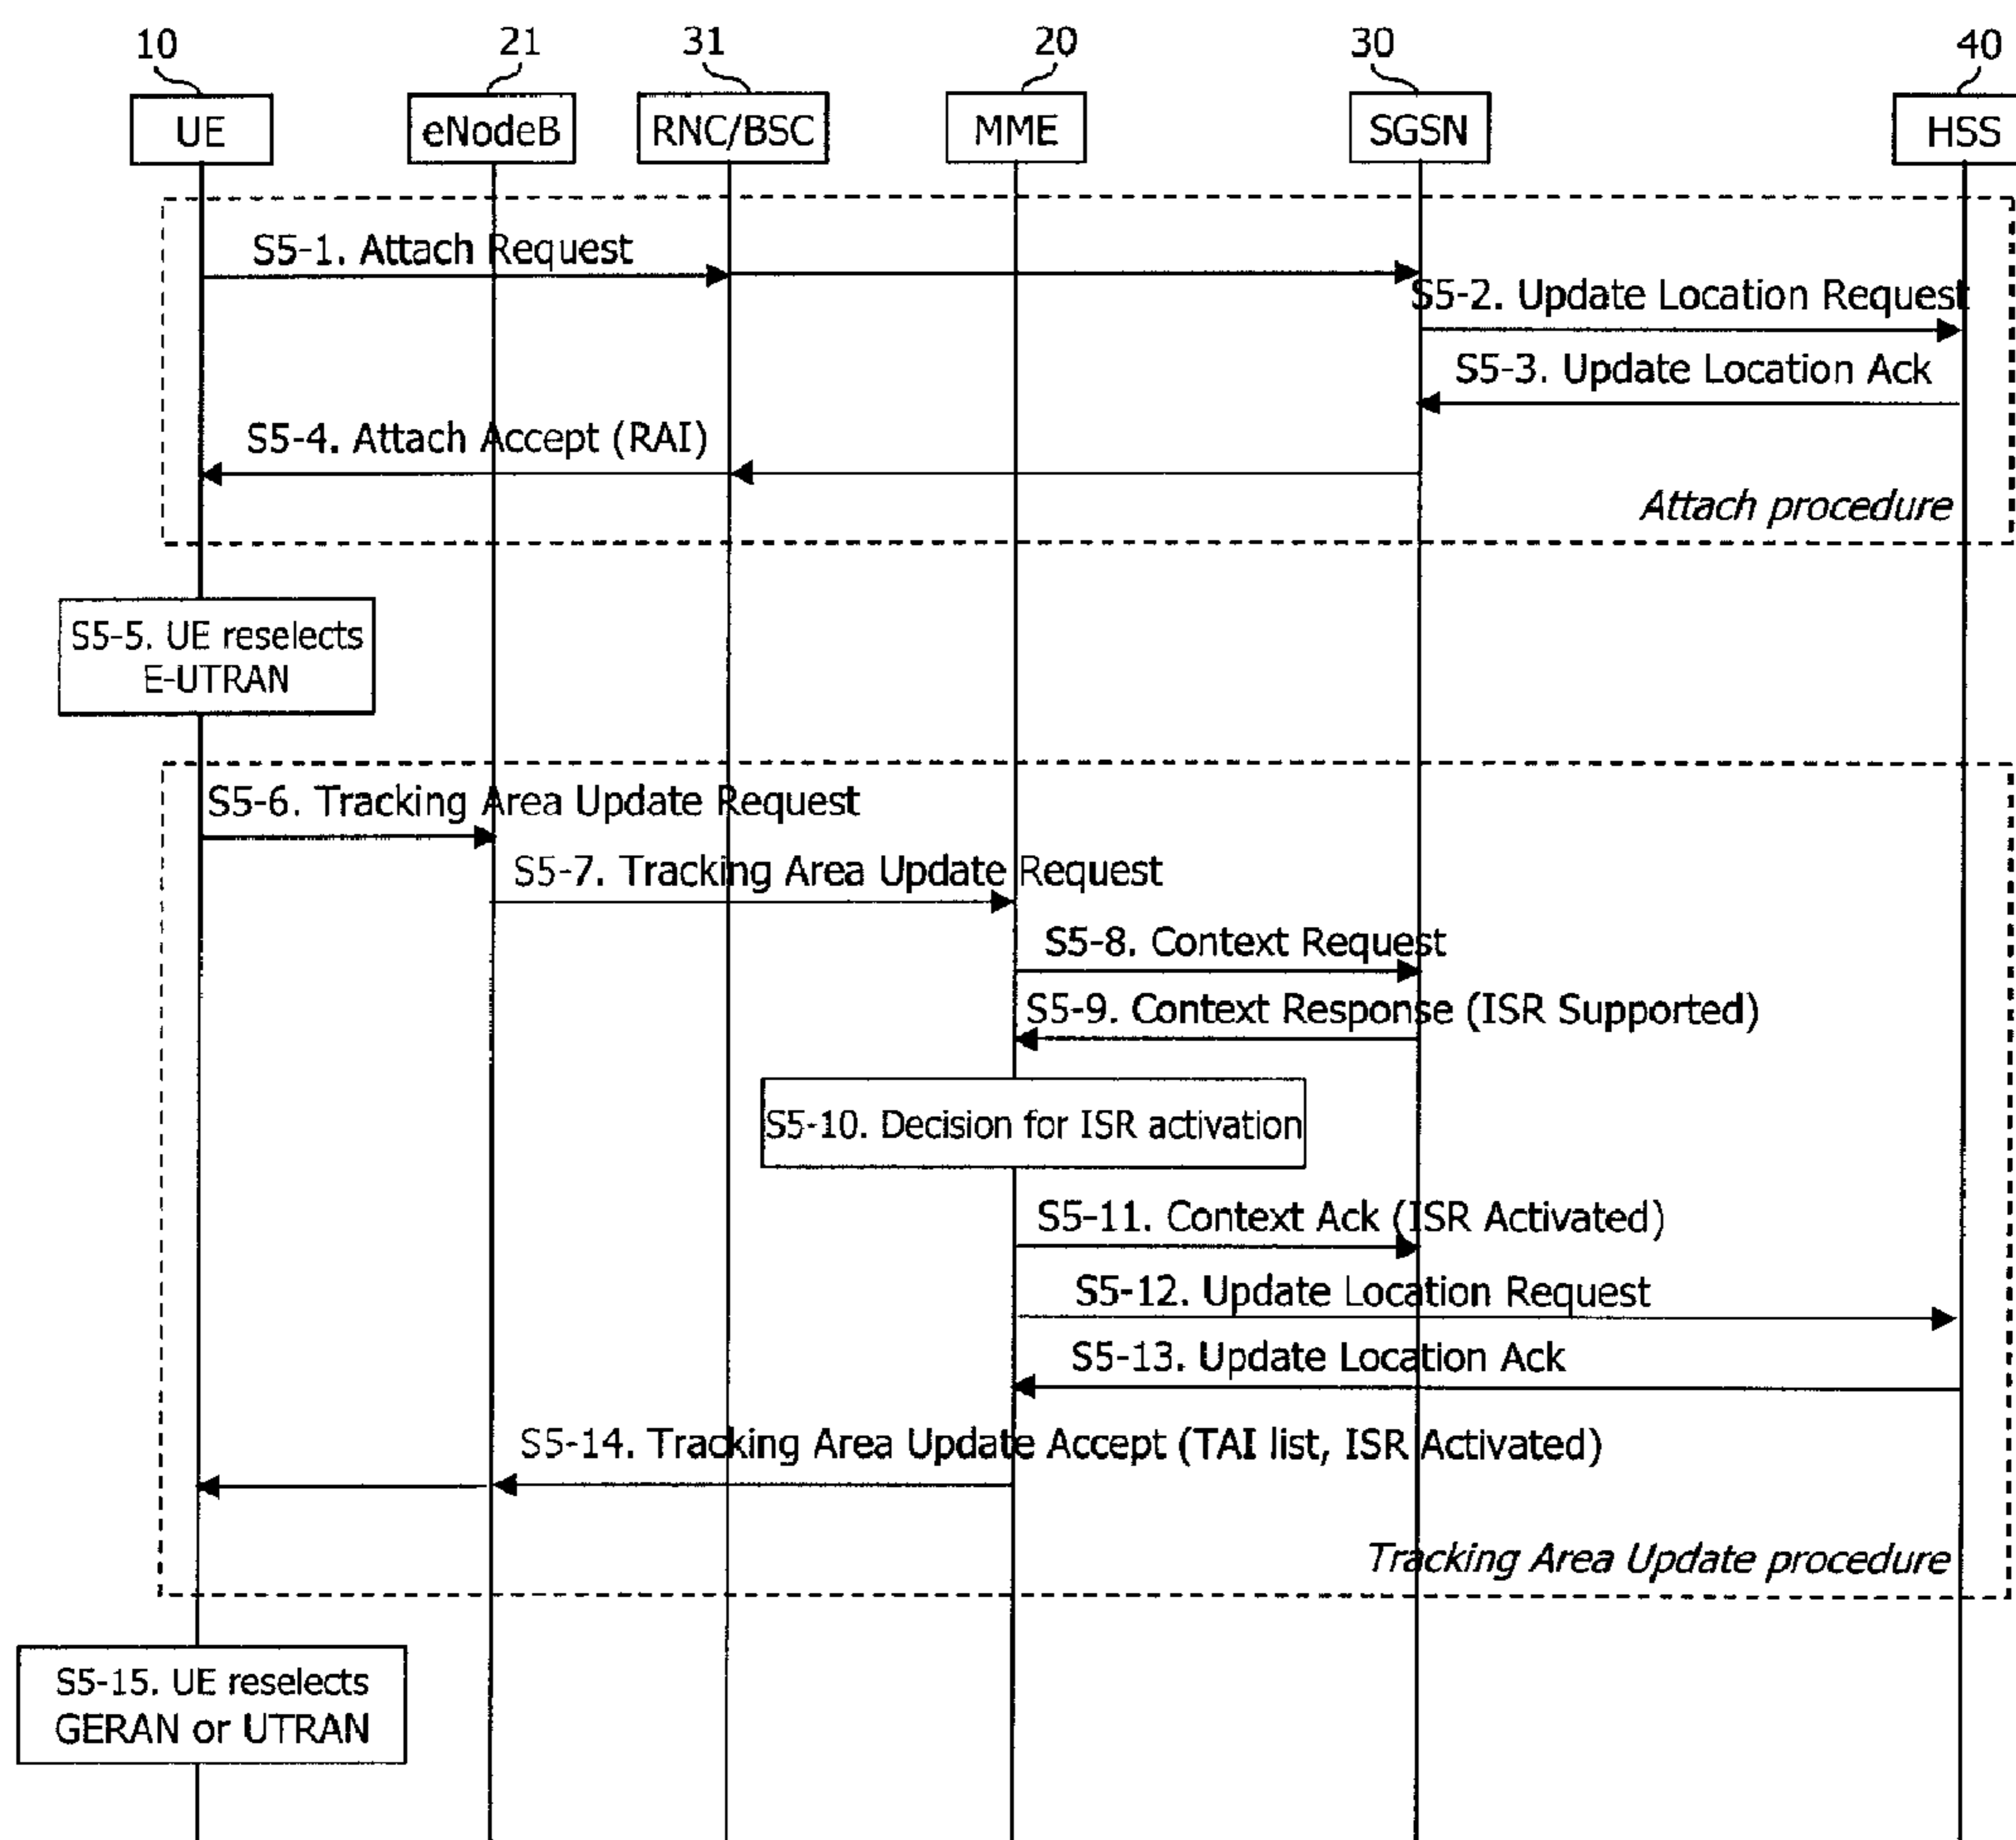 10 21 31 20 30 40
UE eNodeB RNC/BSC MME SGSN HSS
S5-1. Attach Request
S5-2. Update Location Request
S5-3. Update Location Ack
S5-4. Attach Accept (RAI)
Attach procedure
S5-5. UE reselects
E-UTRAN
S5-6. Tracking Area Update Request
S5-7. Tracking Area Update Request
S5-8. Context Request
S5-9. Context Response (ISR Supported)
S5-10. Decision for ISR activation
S5-11. Context Ack (ISR Activated)
S5-12. Update Location Request
S5-13. Update Location Ack
S5-14. Tracking Area Update Accept (TAI list, ISR Activated)
Tracking Area Update procedure
S5-15. UE reselects
GERAN or UTRAN